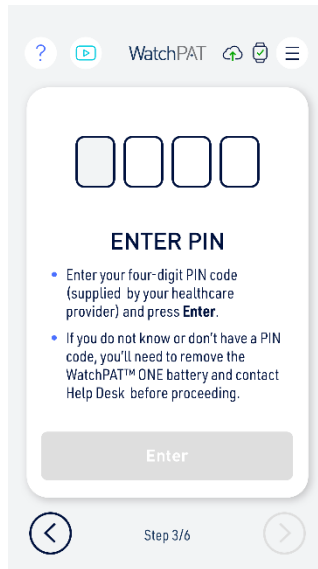 ?
WatchPAT
ENTER PIN
• Enter your four-digit PIN code
(supplied by your healthcare
provider) and press Enter.
• If you do not know or don't have a PIN
code, you'll need to remove the
WatchPAT™ ONE battery and contact
Help Desk before proceeding.
Enter
Step 3/6